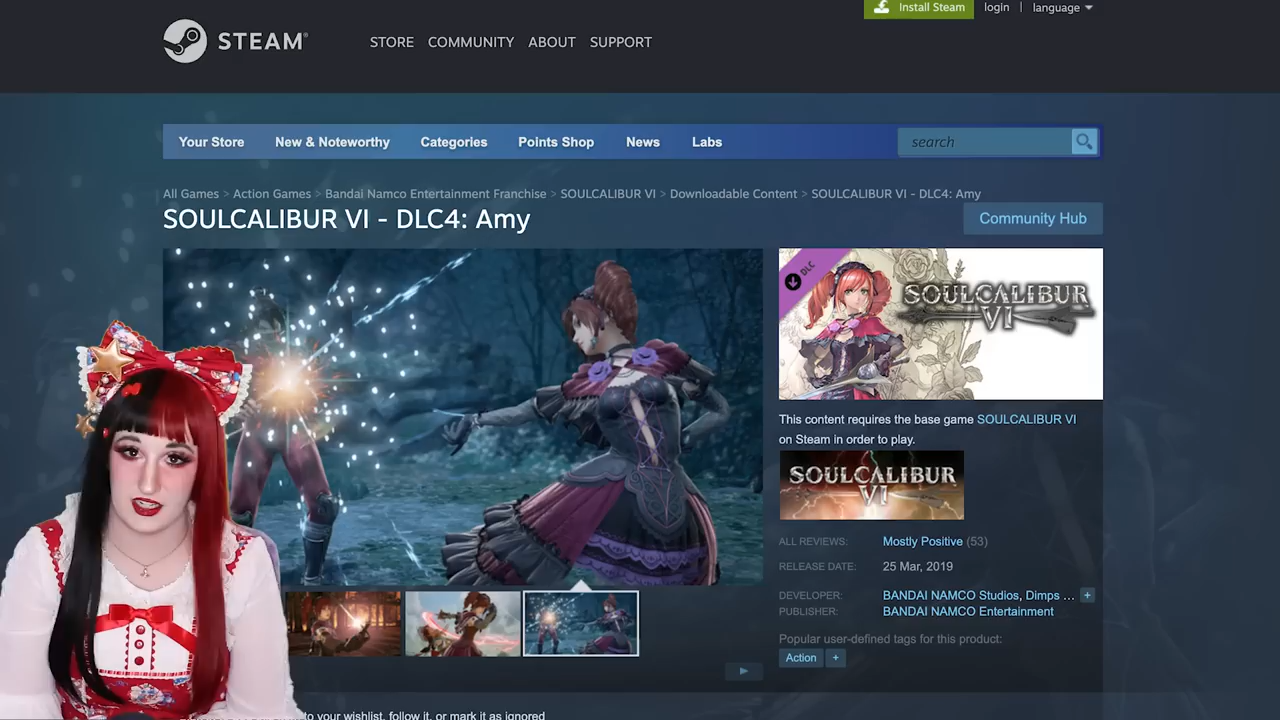 Install Steam login | language
STEAM®
STORE COMMUNITY ABOUT SUPPORT
Your Store New & Noteworthy Categories Points Shop News Labs search
All Games > Action Games > Bandai Namco Entertainment Franchise > SOULCALIBUR VI > Downloadable Content > SOULCALIBUR VI - DLC4: Amy
SOULCALIBUR VI - DLC4: Amy
Community Hub
DLC
SOULCALIBUR
VI
This content requires the base game SOULCALIBUR VI
on Steam in order to play.
SOULCALIBUR
VI
ALL REVIEWS: Mostly Positive (53)
RELEASE DATE: 25 Mar, 2019
DEVELOPER: BANDAI NAMCO Studios, Dimps ... +
PUBLISHER: BANDAI NAMCO Entertainment
Popular user-defined tags for this product:
Action +
to your wishlist, follow it, or mark it as ignored